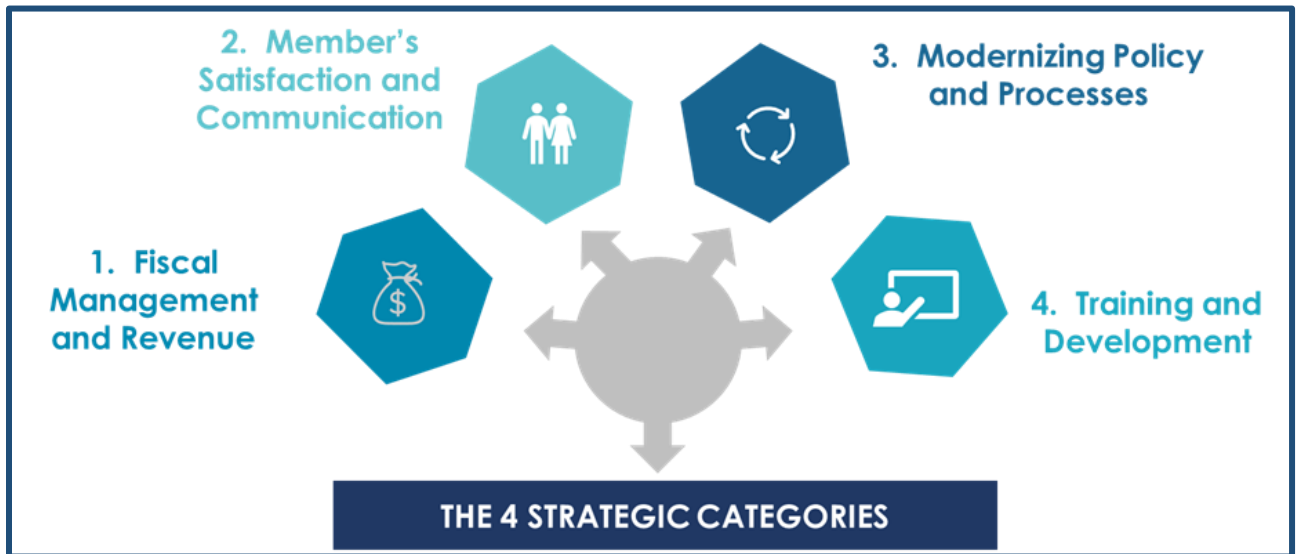 1. Fiscal
Management
and Revenue
2. Member's
Satisfaction and
Communication
3. Modernizing Policy
and Processes
4. Training and
Development
$
THE 4 STRATEGIC CATEGORIES